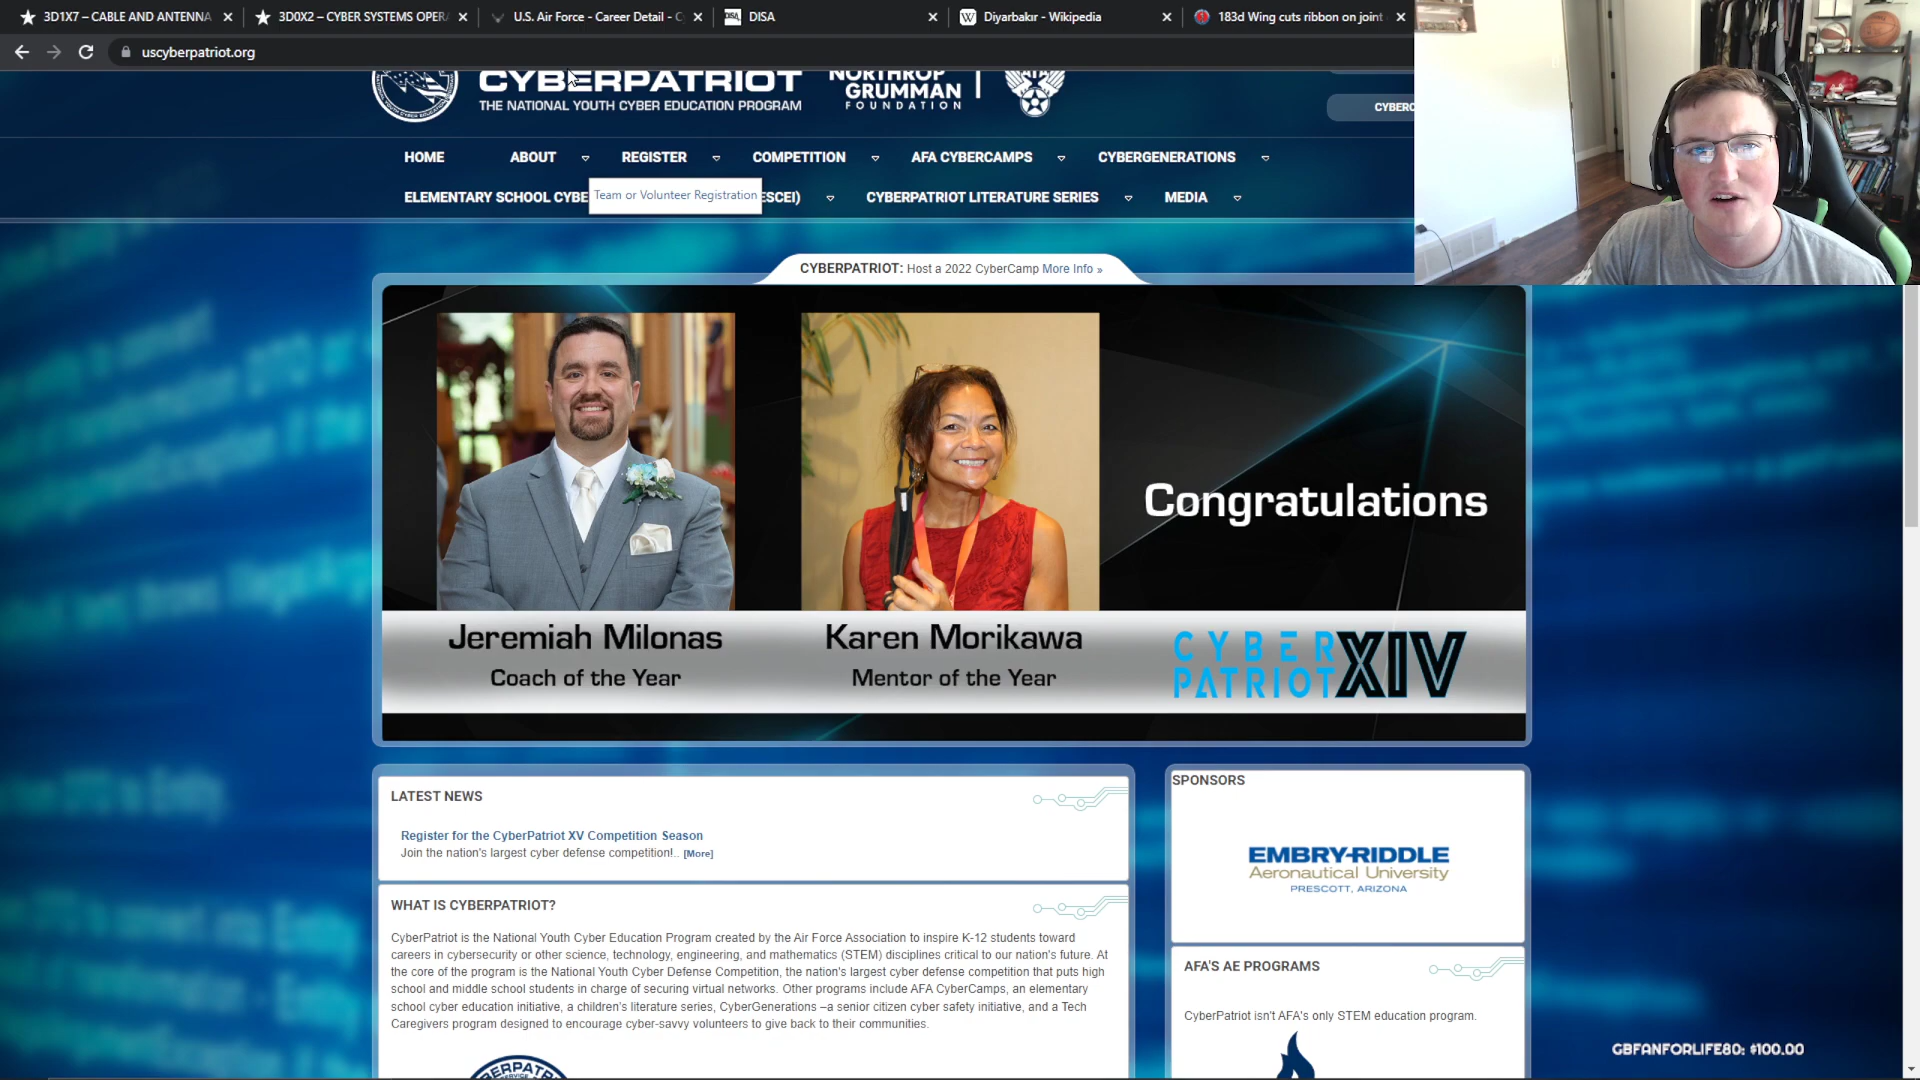 3D1X7 – CABLE AND ANTENNA
3D0X2 – CYBER SYSTEMS OPER
U.S. Air Force - Career Detail - C
DISA
DISA
W
Diyarbakır - Wikipedia
183d Wing cuts ribbon on joint
uscyberpatriot.org
CYBERPATRIOT
THE NATIONAL YOUTH CYBER EDUCATION PROGRAM
NORTHROP
GRUMMAN
FOUNDATION
CYBERC
HOME
ABOUT
REGISTER
COMPETITION
AFA CYBERCAMPS
CYBERGENERATIONS
ELEMENTARY SCHOOL CYBE
Team or Volunteer Registration
ESCEI)
CYBERPATRIOT LITERATURE SERIES
MEDIA
CYBERPATRIOT: Host a 2022 CyberCamp More Info »
Congratulations
Jeremiah Milonas
Coach of the Year
Karen Morikawa
Mentor of the Year
CYBER
PATRIOT
XIV
LATEST NEWS
Register for the CyberPatriot XV Competition Season
Join the nation's largest cyber defense competition!.. [More]
WHAT IS CYBERPATRIOT?
CyberPatriot is the National Youth Cyber Education Program created by the Air Force Association to inspire K-12 students toward
careers in cybersecurity or other science, technology, engineering, and mathematics (STEM) disciplines critical to our nation's future. At
the core of the program is the National Youth Cyber Defense Competition, the nation's largest cyber defense competition that puts high
school and middle school students in charge of securing virtual networks. Other programs include AFA CyberCamps, an elementary
school cyber education initiative, a children's literature series, CyberGenerations –a senior citizen cyber safety initiative, and a Tech
Caregivers program designed to encourage cyber-savvy volunteers to give back to their communities.
SPONSORS
EMBRY-RIDDLE
Aeronautical University
PRESCOTT, ARIZONA
AFA'S AE PROGRAMS
CyberPatriot isn't AFA's only STEM education program.
GBFANFORLIFE80: $100.00